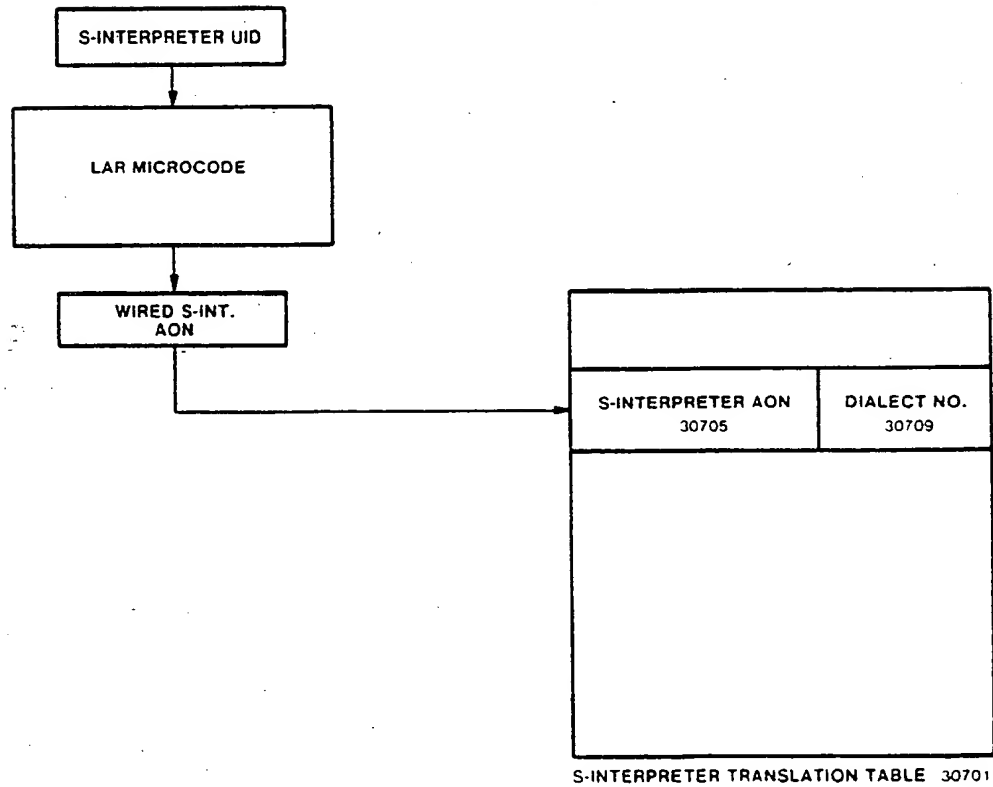 S-INTERPRETER UID
LAR MICROCODE
WIRED S-INT.
AON
S-INTERPRETER AON
30705
DIALECT NO.
30709
S-INTERPRETER TRANSLATION TABLE 30701